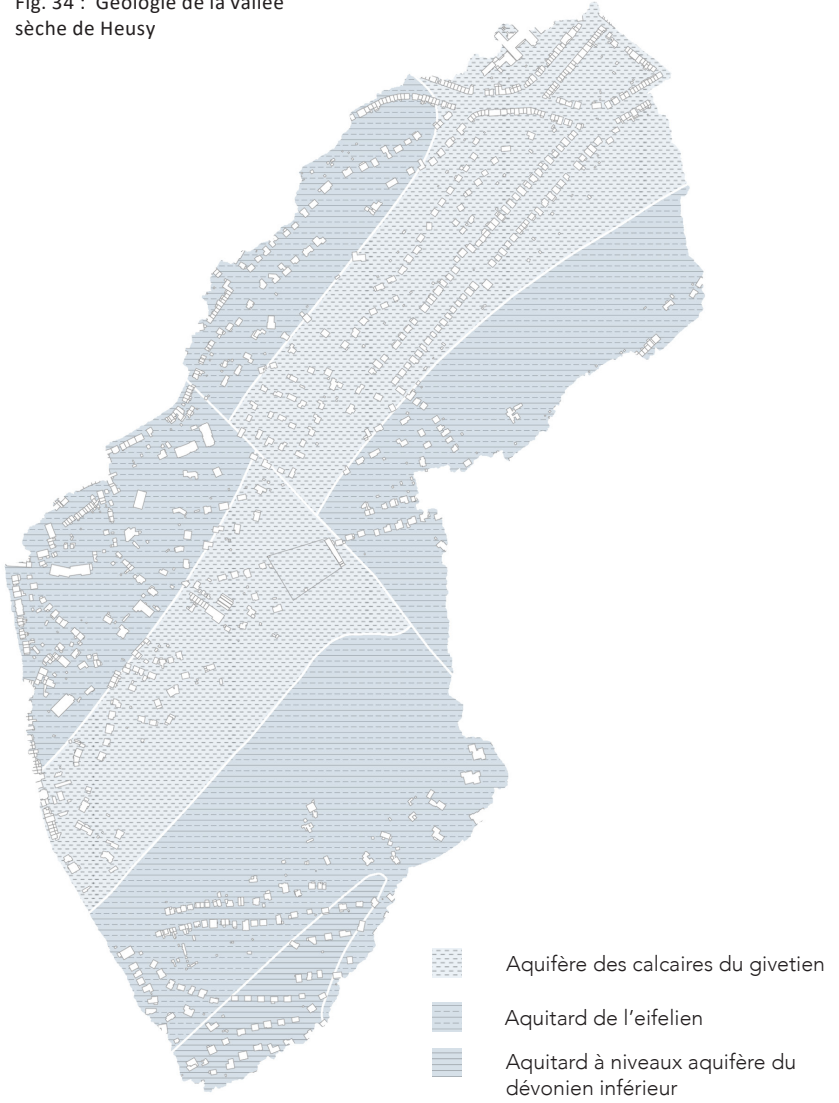 Fig. 34 : Géologie de la vallée
sèche de Heusy
Aquifère des calcaires du givetien
Aquitard de l'eifelien
Aquitard à niveaux aquifère du
dévonien inférieur